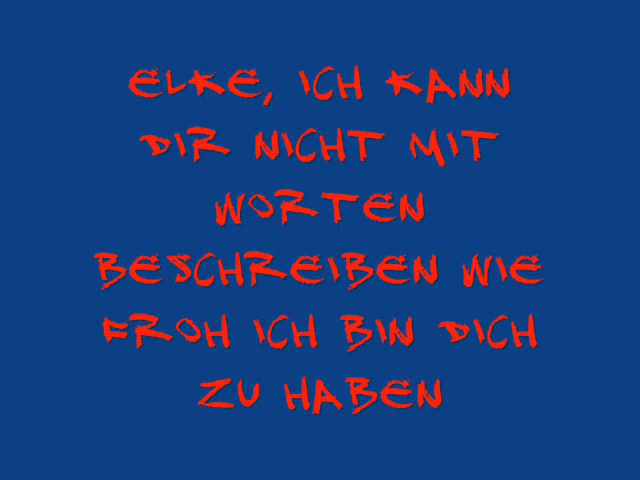 ELKE, ICH KANN
DIR NICHT MIT
WORTEN
BESCHREIBEN WIE
FROH ICH BIN DICH
ZU HABEN